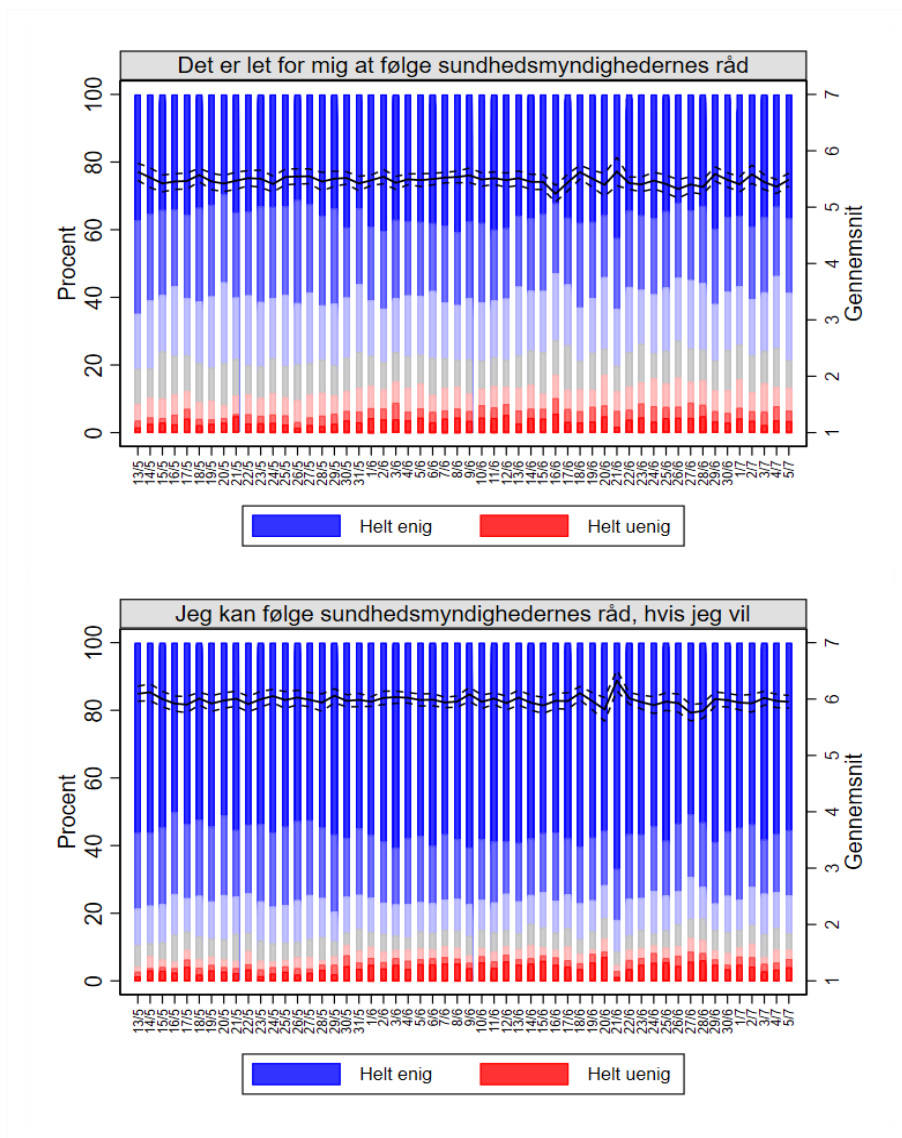 Det er let for mig at følge sundhedsmyndighedernes råd
Procent
100
80
60
40
20
0
7
6
5
4
3
2
1
Gennemsnit
13/5 14/5 15/5 16/5 17/5 18/5 19/5 20/5 21/5 22/5 23/5 24/5 25/5 26/5 27/5 28/5 29/5 30/5 31/5 1/6 2/6 3/6 4/6 5/6 6/6 7/6 8/6 9/6 10/6 11/6 12/6 13/6 14/6 15/6 16/6 17/6 18/6 19/6 20/6 21/6 22/6 23/6 24/6 25/6 26/6 27/6 28/6 29/6 30/6 1/7 2/7 3/7 4/7 5/7
Helt enig Helt uenig
Jeg kan følge sundhedsmyndighedernes råd, hvis jeg vil
Procent
100
80
60
40
20
0
7
6
5
4
3
2
1
Gennemsnit
13/5 14/5 15/5 16/5 17/5 18/5 19/5 20/5 21/5 22/5 23/5 24/5 25/5 26/5 27/5 28/5 29/5 30/5 31/5 1/6 2/6 3/6 4/6 5/6 6/6 7/6 8/6 9/6 10/6 11/6 12/6 13/6 14/6 15/6 16/6 17/6 18/6 19/6 20/6 21/6 22/6 23/6 24/6 25/6 26/6 27/6 28/6 29/6 30/6 1/7 2/7 3/7 4/7 5/7
Helt enig Helt uenig